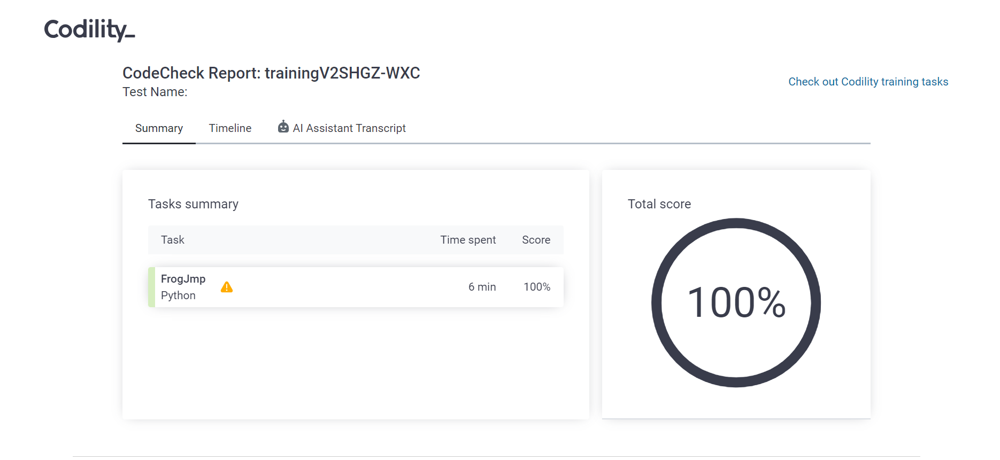 Codility_
CodeCheck Report: trainingV2SHGZ-WXC
Test Name:
Check out Codility training tasks
Summary
Timeline
AI Assistant Transcript
Tasks summary
Task Time spent Score
FrogJmp
Python
6 min 100%
Total score
100%